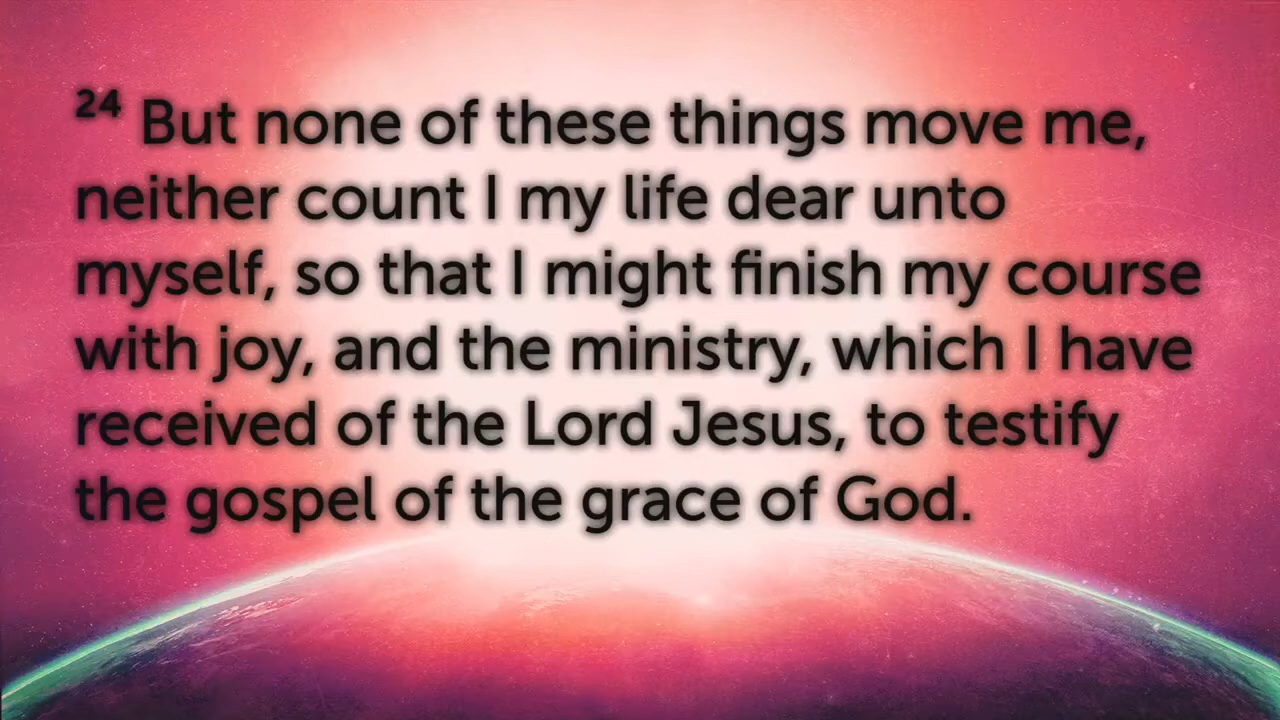 24 But none of these things move me,
neither count I my life dear unto
myself, so that I might finish my course
with joy, and the ministry, which I have
received of the Lord Jesus, to testify
the gospel of the grace of God.